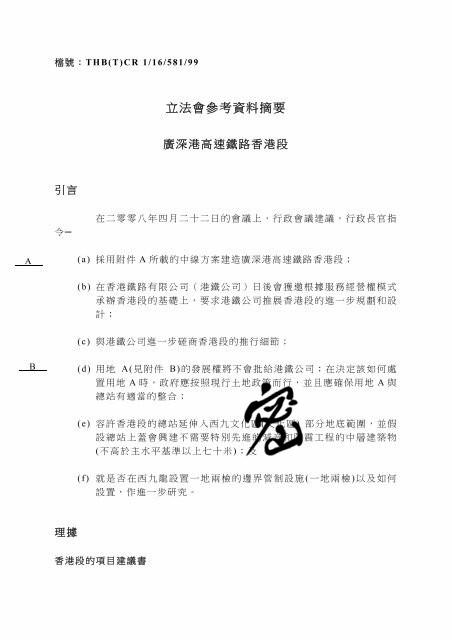 檔號：THB(T)CR 1/16/581/99
立法會參考資料摘要
廣深港高速鐵路香港段
引言
在二零零八年四月二十二日的會議上，行政會議建議，行政長官指
令─
A
(a) 採用附件 A 所載的中線方案建造廣深港高速鐵路香港段；
(b) 在香港鐵路有限公司（港鐵公司）日後會獲邀根據服務經營權模式
承辦香港段的基礎上，要求港鐵公司推展香港段的進一步規劃和設
計；
(c) 與港鐵公司進一步磋商香港段的推行細節；
B
(d) 用地 A(見附件 B)的發展權將不會批給港鐵公司；在決定該如何處
置用地 A 時，政府應按照現行土地政策而行，並且應確保用地 A 與
總站有適當的整合；
(e) 容許香港段的總站延伸入西九文化區 部分地底範圍，並假
設總站上蓋會興建不需要特別先進的減 和 震工程的中層建築物
(不高於主水平基準以上七十米)；及
(f) 就是否在西九龍設置一地兩檢的邊界管制設施(一地兩檢)以及如何
設置，作進一步研究。
密
理據
香港段的項目建議書